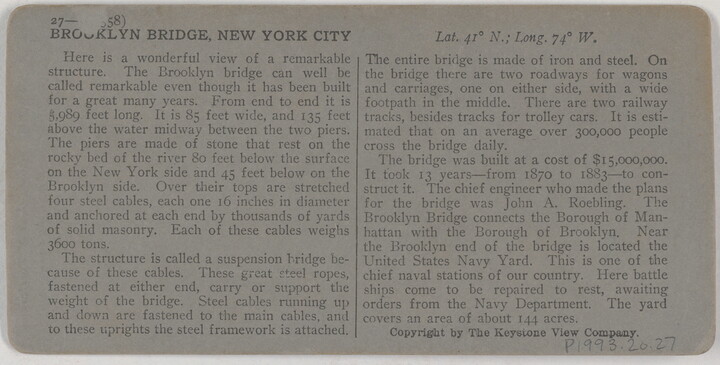 27— 58)
BROOKLYN BRIDGE, NEW YORK CITY
Lat. 41° N.; Long. 74° W.
Here is a wonderful view of a remarkable
structure. The Brooklyn bridge can well be
called remarkable even though it has been built
for a great many years. From end to end it is
5,989 feet long. It is 85 feet wide, and 135 feet
above the water midway between the two piers.
The piers are made of stone that rest on the
rocky bed of the river 80 feet below the surface
on the New York side and 45 feet below on the
Brooklyn side. Over their tops are stretched
four steel cables, each one 16 inches in diameter
and anchored at each end by thousands of yards
of solid masonry. Each of these cables weighs
3600 tons.
The structure is called a suspension bridge be-
cause of these cables. These great steel ropes,
fastened at either end, carry or support the
weight of the bridge. Steel cables running up
and down are fastened to the main cables, and
to these uprights the steel framework is attached.
The entire bridge is made of iron and steel. On
the bridge there are two roadways for wagons
and carriages, one on either side, with a wide
footpath in the middle. There are two railway
tracks, besides tracks for trolley cars. It is esti-
mated that on an average over 300,000 people
cross the bridge daily.
The bridge was built at a cost of $15,000,000.
It took 13 years—from 1870 to 1883—to con-
struct it. The chief engineer who made the plans
for the bridge was John A. Roebling. The
Brooklyn Bridge connects the Borough of Man-
hattan with the Borough of Brooklyn. Near
the Brooklyn end of the bridge is located the
United States Navy Yard. This is one of the
chief naval stations of our country. Here battle
ships come to be repaired to rest, awaiting
orders from the Navy Department. The yard
covers an area of about 144 acres.
Copyright by The Keystone View Company.
P1993.20.27